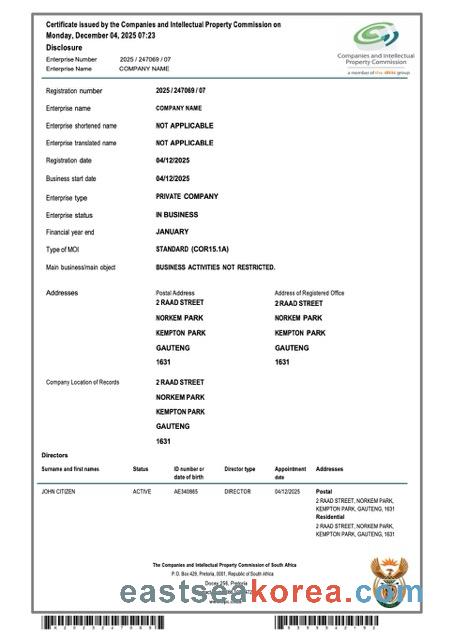 Certificate issued by the Companies and Intellectual Property Commission on
Monday, December 04, 2025 07:23
Disclosure
Enterprise Number 2025 / 247069 / 07
Enterprise Name COMPANY NAME
Companies and Intellectual
Property Commission
a member of the dtic group
Registration number 2025 / 247069 / 07
Enterprise name COMPANY NAME
Enterprise shortened name NOT APPLICABLE
Enterprise translated name NOT APPLICABLE
Registration date 04/12/2025
Business start date 04/12/2025
Enterprise type PRIVATE COMPANY
Enterprise status IN BUSINESS
Financial year end JANUARY
Type of MOI STANDARD (COR15.1A)
Main business/main object BUSINESS ACTIVITIES NOT RESTRICTED.
Addresses Postal Address Address of Registered Office
2 RAAD STREET 2 RAAD STREET
NORKEM PARK NORKEM PARK
KEMPTON PARK KEMPTON PARK
GAUTENG GAUTENG
1631 1631
Company Location of Records 2 RAAD STREET
NORKEM PARK
KEMPTON PARK
GAUTENG
1631
Directors
Surname and first names Status ID number or date of birth Director type Appointment date Addresses
JOHN CITIZEN ACTIVE AE340865 DIRECTOR 04/12/2025 Postal
2 RAAD STREET, NORKEM PARK,
KEMPTON PARK, GAUTENG, 1631
Residential
2 RAAD STREET, NORKEM PARK,
KEMPTON PARK, GAUTENG, 1631
The Companies and Intellectual Property Commission of South Africa
P.O. Box 429, Pretoria, 0001, Republic of South Africa
Docex 256, Pretoria
eastseakorea.com